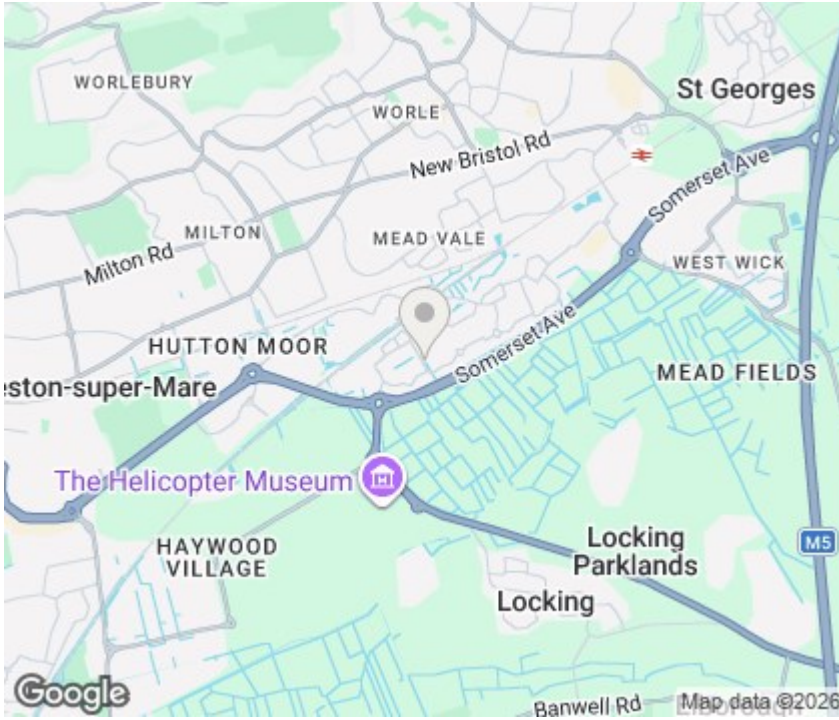 WORLEBURY
St Georges
WORLE
New Bristol Rd
Somerset Ave
MILTON
MEAD VALE
Milton Rd
WEST WICK
HUTTON MOOR
Somerset Ave
MEAD FIELDS
eston-super-Mare
The Helicopter Museum
H
M5
HAYWOOD
VILLAGE
Locking
Parklands
Locking
Google
Banwell Rd
Elborough
Map data ©2026